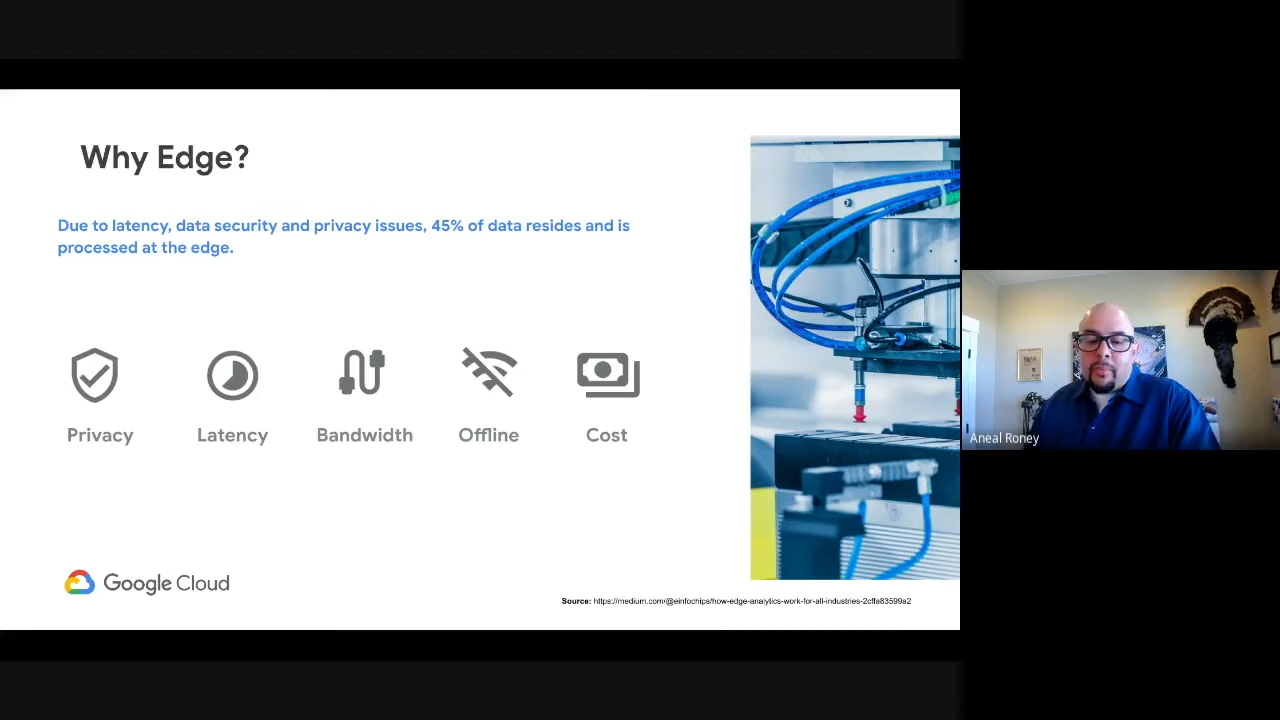 Why Edge?
Due to latency, data security and privacy issues, 45% of data resides and is
processed at the edge.
Privacy
Latency
Bandwidth
Offline
Cost
Google Cloud
Source: https://medium.com/@einfochips/how-edge-analytics-work-for-all-industries-2cffa83599a2
Aneal Roney